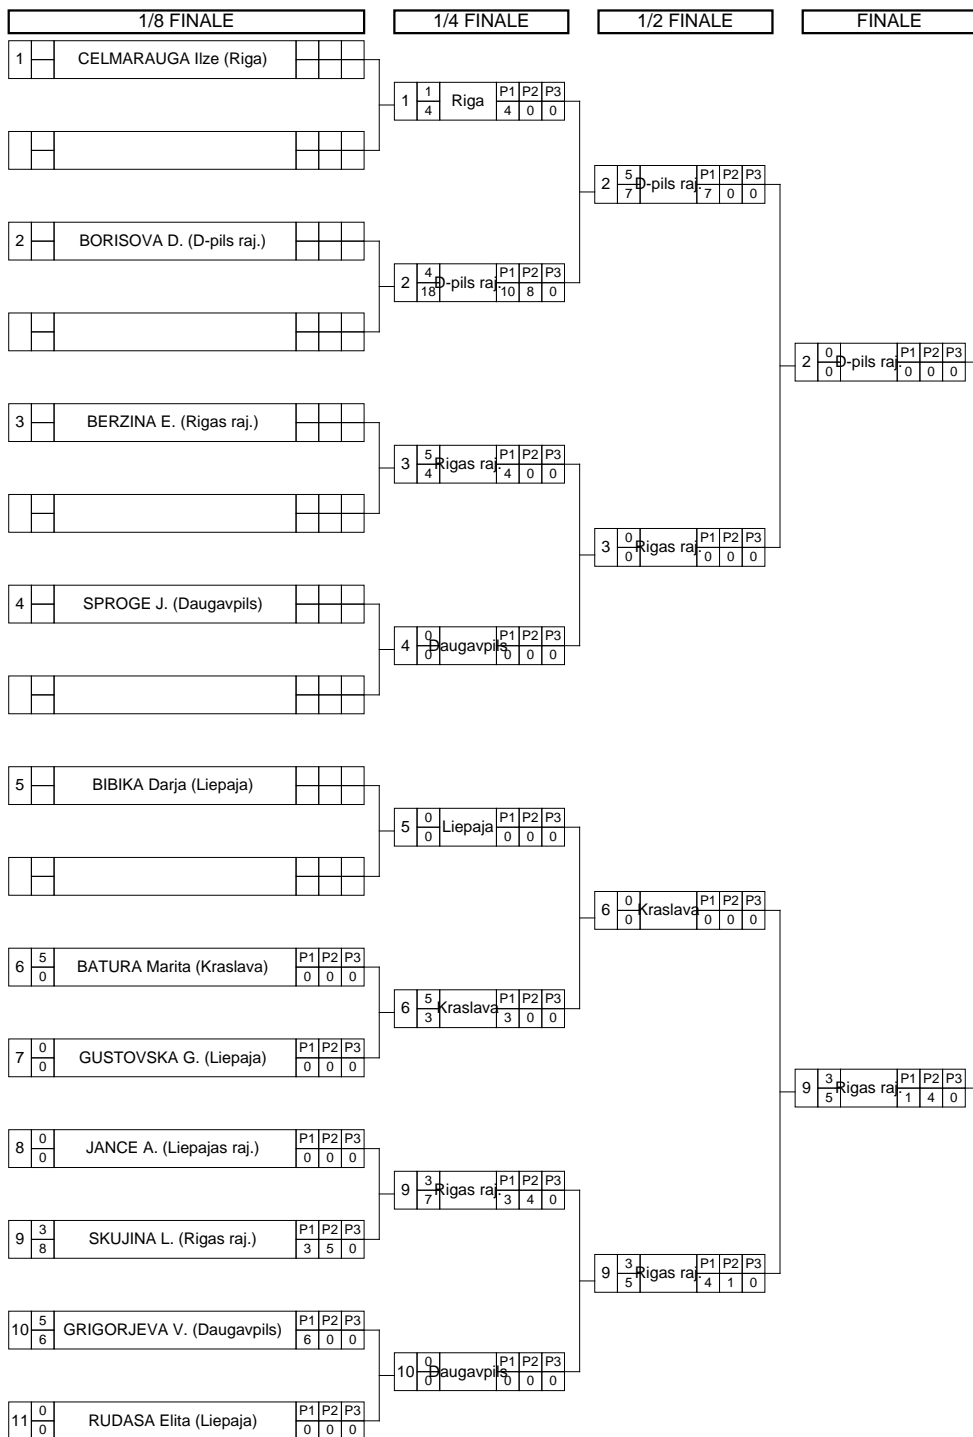 1/8 FINALE 1/4 FINALE 1/2 FINALE FINALE
1 CELMARAUGA Ilze (Riga)
1 1 4 Riga P1 P2 P3 4 0 0
2 5 7 D-pils raj. P1 P2 P3 7 0 0
2 BORISOVA D. (D-pils raj.)
2 4 18 D-pils raj. P1 P2 P3 10 8 0
2 0 0 D-pils raj. P1 P2 P3 0 0 0
3 BERZINA E. (Rigas raj.)
3 5 4 Rigas raj. P1 P2 P3 4 0 0
3 0 0 Rigas raj. P1 P2 P3 0 0 0
4 SPROGE J. (Daugavpils)
4 0 0 Daugavpils P1 P2 P3 0 0 0
5 BIBIKA Darja (Liepaja)
5 0 0 Liepaja P1 P2 P3 0 0 0
6 0 0 Kraslava P1 P2 P3 0 0 0
6 5 0 BATURA Marita (Kraslava) P1 P2 P3 0 0 0
6 5 3 Kraslava P1 P2 P3 3 0 0
7 0 0 GUSTOVSKA G. (Liepaja) P1 P2 P3 0 0 0
9 3 5 Rigas raj. P1 P2 P3 1 4 0
8 0 0 JANCE A. (Liepajas raj.) P1 P2 P3 0 0 0
9 3 7 Rigas raj. P1 P2 P3 3 4 0
9 3 8 SKUJINA L. (Rigas raj.) P1 P2 P3 3 5 0
9 3 5 Rigas raj. P1 P2 P3 4 1 0
10 5 6 GRIGORJEVA V. (Daugavpils) P1 P2 P3 6 0 0
10 0 0 Daugavpils P1 P2 P3 0 0 0
11 0 0 RUDASA Elita (Liepaja) P1 P2 P3 0 0 0